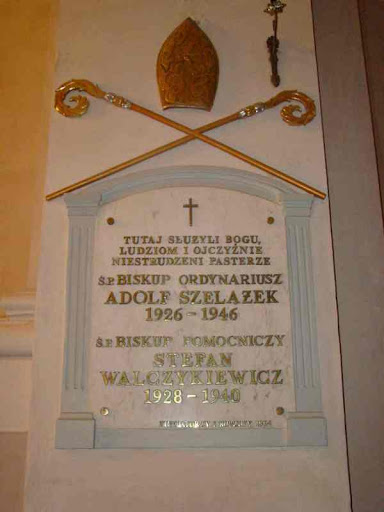 TUTAJ SŁUŻYLI BOGU,
LUDZIOM I OJCZYŹNIE
NIESTRUDZENI PASTERZE
Ś.P. BISKUP ORDYNARIUSZ
ADOLF SZELĄŻEK
1926 - 1946
Ś.P. BISKUP POMOCNICZY
STEFAN
WALCZYKIEWICZ
1928 - 1940